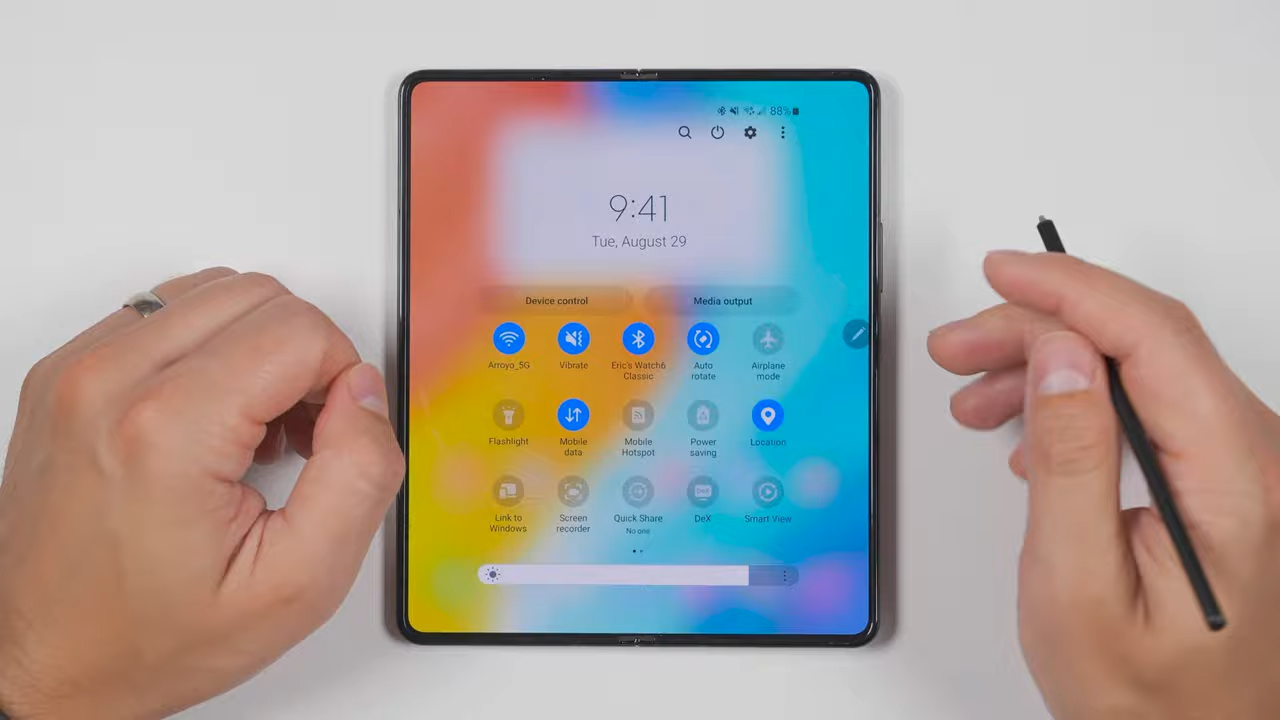 88%
9:41
Tue, August 29
Device control Media output
Arroyo_5G Vibrate Eric's Watch6 Auto Airplane
Classic rotate mode
Flashlight Mobile Mobile Power Location
data Hotspot saving
Link to Screen Quick Share DeX Smart View
Windows recorder No one